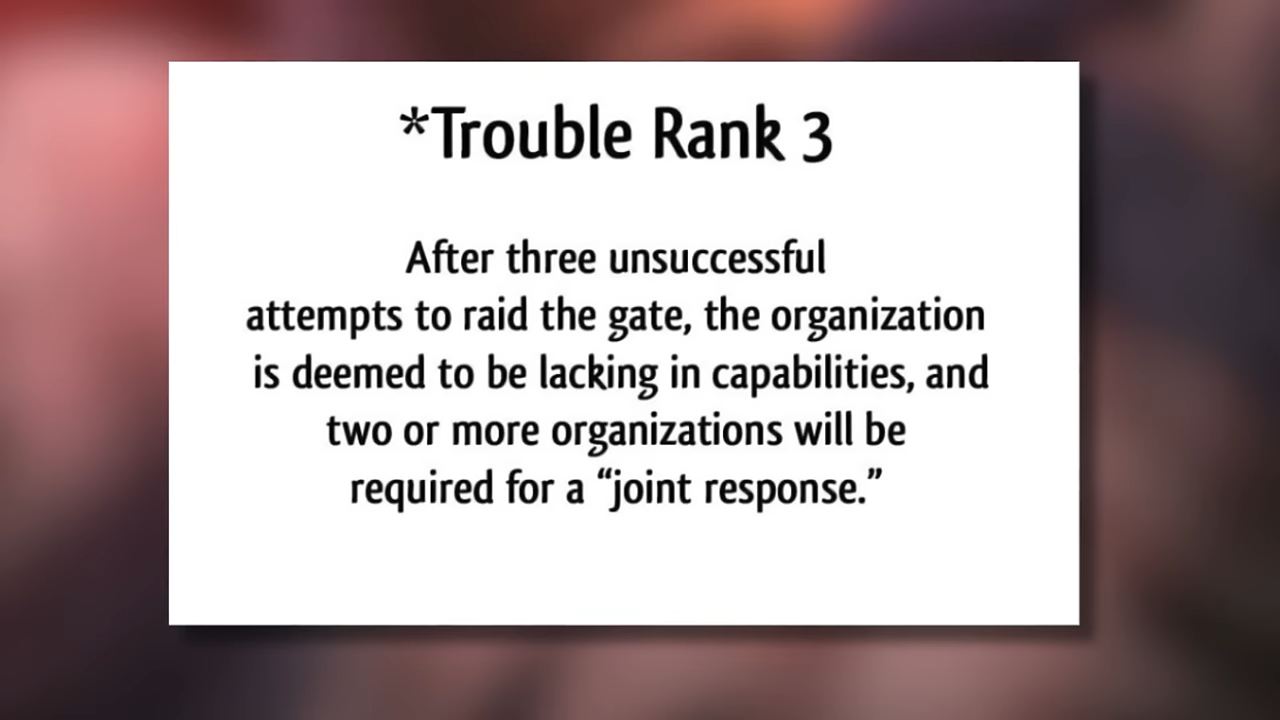 *Trouble Rank 3
After three unsuccessful
attempts to raid the gate, the organization
is deemed to be lacking in capabilities, and
two or more organizations will be
required for a “joint response.”